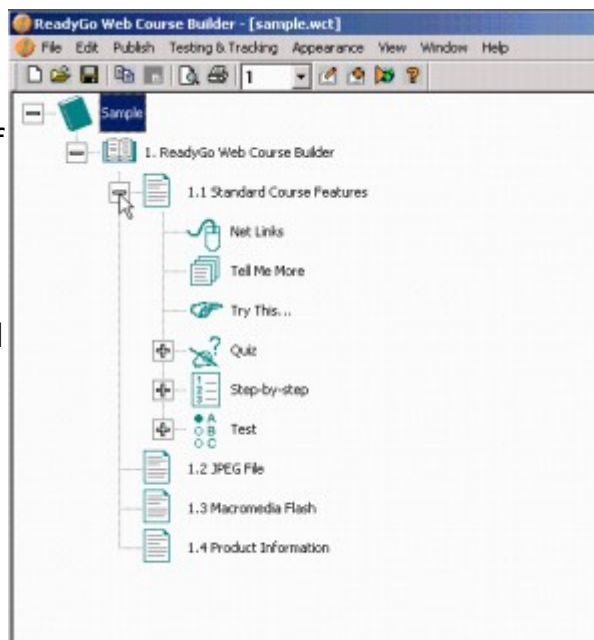 ReadyGo Web Course Builder - [sample.wct]
File Edit Publish Testing & Tracking Appearance View Window Help
1
Sample
1. ReadyGo Web Course Builder
1.1 Standard Course Features
Net Links
Tell Me More
Try This...
Quiz
Step-by-step
Test
1.2 JPEG File
1.3 Macromedia Flash
1.4 Product Information